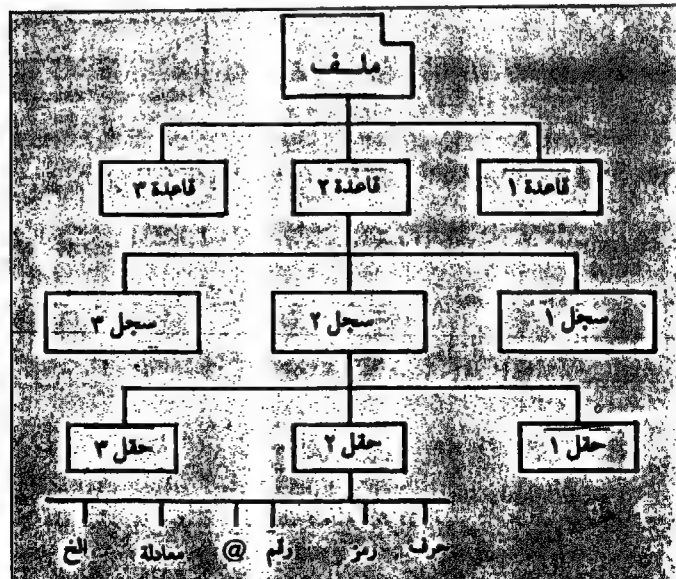 ملف
قاعدة ١ قاعدة ٢ قاعدة ٣
سجل ١ سجل ٢ سجل ٣
حقل ١ حقل ٢ حقل ٣
حرف رمز رقم @ معادلة الخ